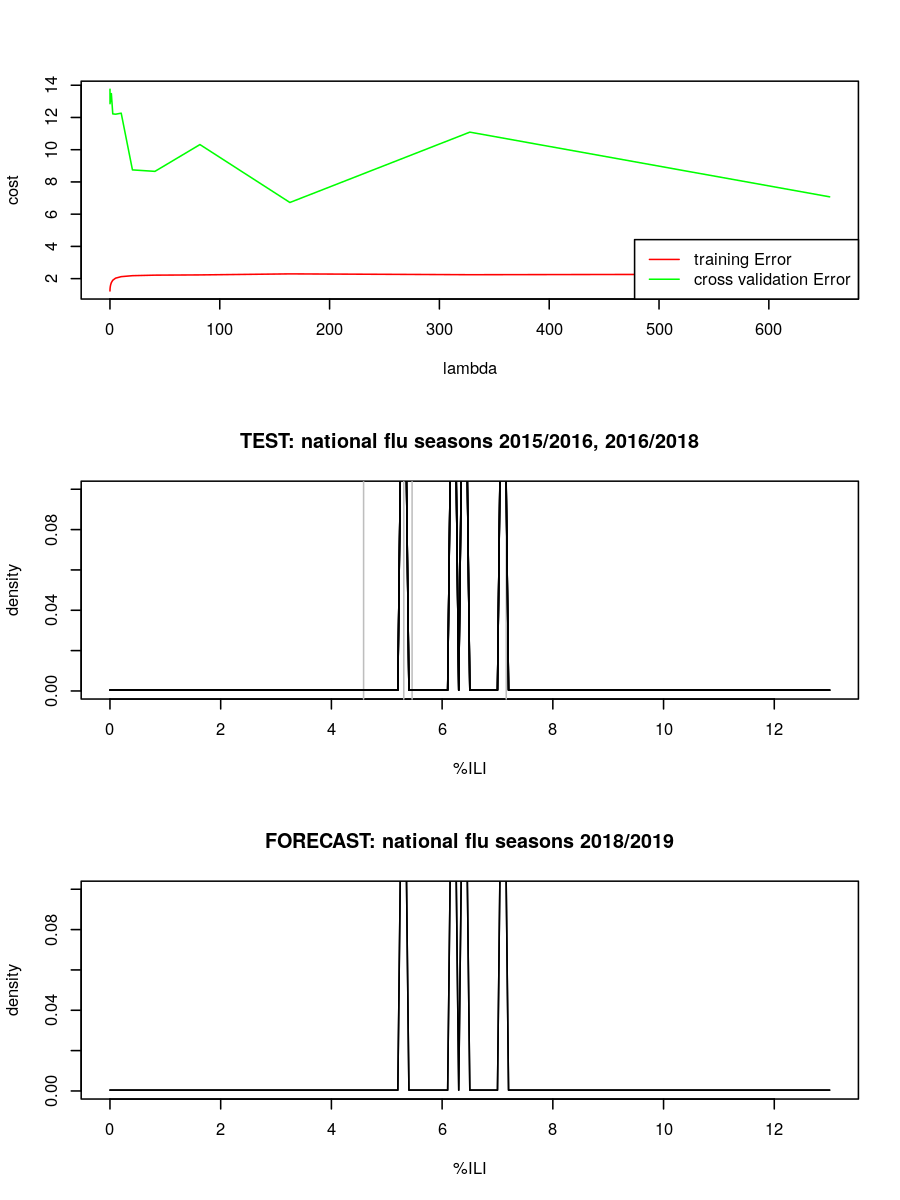 cost
14
12
10
8
6
4
2
training Error
cross validation Error
0 100 200 300 400 500 600
lambda
TEST: national flu seasons 2015/2016, 2016/2018
density
0.08
0.04
0.00
0 2 4 6 8 10 12
%ILI
FORECAST: national flu seasons 2018/2019
density
0.08
0.04
0.00
0 2 4 6 8 10 12
%ILI